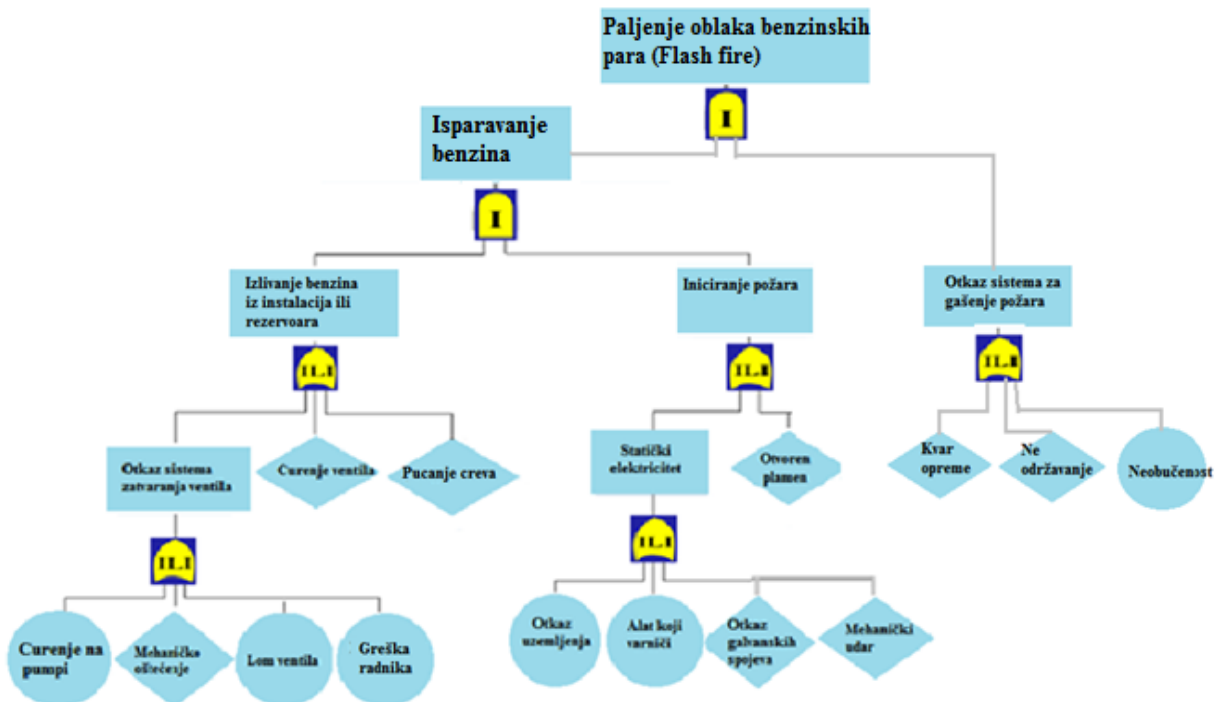 Paljenje oblaka benzinskih
para (Flash fire)
I
Isparavanje
benzina
I
Izlivanje benzina
iz instalacija ili
rezervoara
Iniciranje požara
Otkaz sistema za
gašenje požara
ILI
ILI
ILI
Otkaz sistema
zatvaranja ventila
Curenje ventila
Pucanje creva
Statički
elektricitet
Otvoren
plamen
Kvar
opreme
Ne
održavanje
Neobučenost
ILI
ILI
Curenje na
pumpi
Mehaničko
oštećenje
Lom ventila
Greška
radnika
Otkaz
uzemljenja
Alat koji
varniči
Otkaz
galvanskih
spojeva
Mehanički
udar